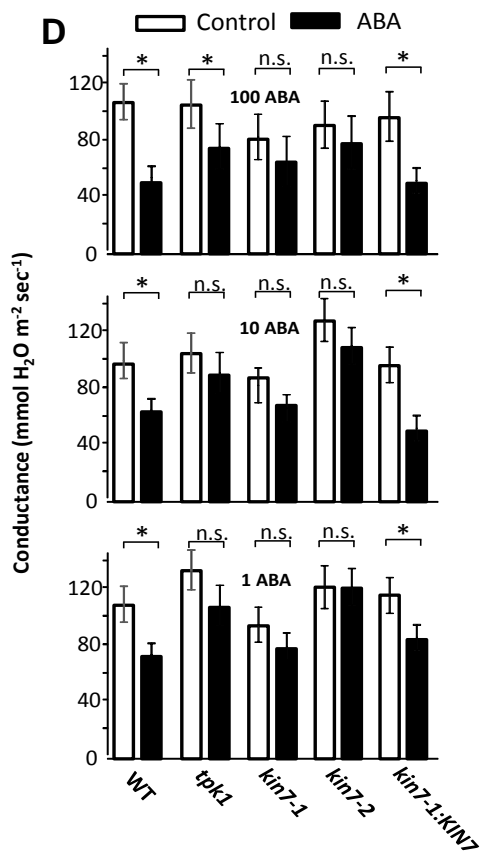 D
Control ABA
Conductance (mmol H₂O m⁻² sec⁻¹)
* * n.s. n.s. *
100 ABA
120
80
40
0
* n.s. n.s. n.s. *
10 ABA
120
80
40
0
* n.s. n.s. n.s. *
1 ABA
120
80
40
0
WT tpk1 kin7-1 kin7-2 kin7-1:KIN7